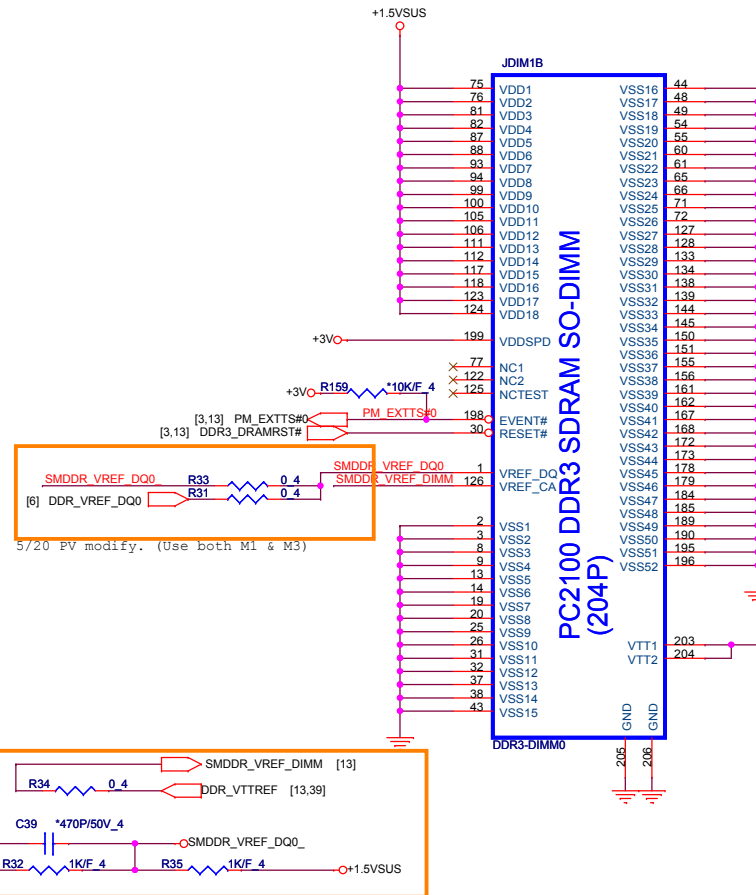 +1.5VSUS
JDIM1B
75 VDD1 VSS16 44
76 VDD2 VSS17 48
81 VDD3 VSS18 49
82 VDD4 VSS19 54
87 VDD5 VSS20 55
88 VDD6 VSS21 60
93 VDD7 VSS22 61
94 VDD8 VSS23 65
99 VDD9 VSS24 66
100 VDD10 VSS25 71
105 VDD11 VSS26 72
106 VDD12 VSS27 127
111 VDD13 VSS28 128
112 VDD14 VSS29 133
117 VDD15 VSS30 134
118 VDD16 VSS31 138
123 VDD17 VSS32 139
124 VDD18 VSS33 144
VSS34 145
+3V 199 VDDSPD VSS35 150
VSS36 151
77 NC1 VSS37 155
122 NC2 VSS38 156
125 NCTEST VSS39 161
+3V R159 *10K/F_4 VSS40 162
[3,13] PM_EXTTS#0 PM_EXTTS#0 198 EVENT# VSS41 167
[3,13] DDR3_DRAMRST# 30 RESET# VSS42 168
VSS43 172
VSS44 173
SMDDR_VREF_DQ0_ R33 0_4 SMDDR_VREF_DQ0 1 VREF_DQ VSS45 178
SMDDR_VREF_DIMM 126 VREF_CA VSS46 179
[6] DDR_VREF_DQ0 R31 0_4 VSS47 184
VSS48 185
5/20 PV modify. (Use both M1 & M3)
2 VSS1 VSS49 189
3 VSS2 VSS50 190
8 VSS3 VSS51 195
9 VSS4 VSS52 196
13 VSS5
14 VSS6
19 VSS7
20 VSS8
25 VSS9
26 VSS10 VTT1 203
31 VSS11 VTT2 204
32 VSS12
37 VSS13
38 VSS14
43 VSS15
PC2100 DDR3 SDRAM SO-DIMM
(204P)
GND GND
205 206
DDR3-DIMM0
SMDDR_VREF_DIMM [13]
R34 0_4 DDR_VTTREF [13,39]
C39 *470P/50V_4
SMDDR_VREF_DQ0_
R32 1K/F_4 R35 1K/F_4 +1.5VSUS